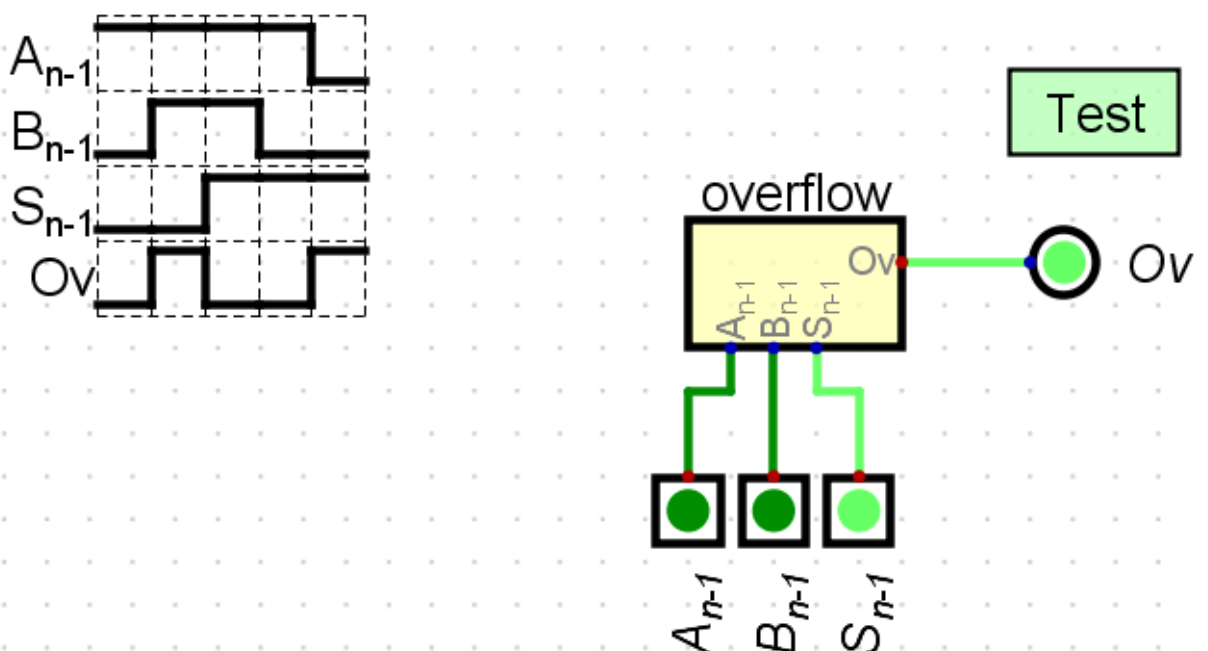 Aₙ₋₁
Bₙ₋₁
Sₙ₋₁
Ov
Test
overflow
Ov
Aₙ₋₁
Bₙ₋₁
Sₙ₋₁
Ov
Aₙ₋₁
Bₙ₋₁
Sₙ₋₁